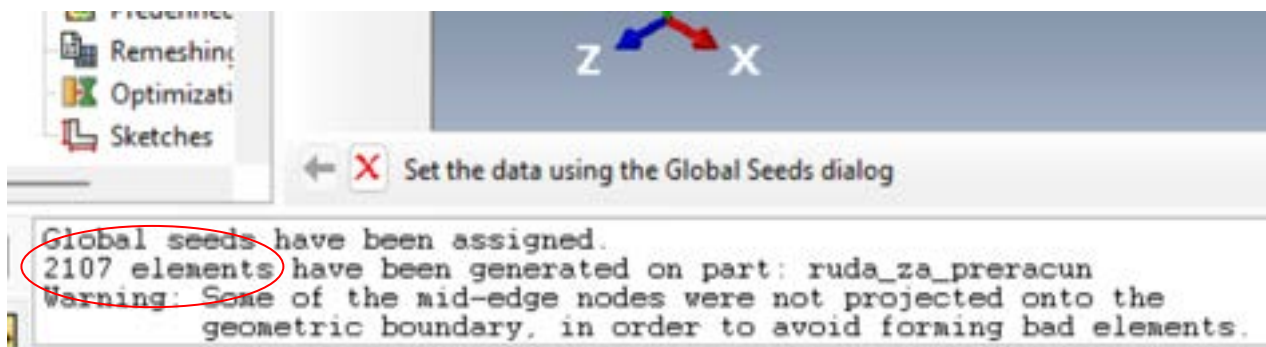 Remeshing
Optimizati
Sketches
Z X
Set the data using the Global Seeds dialog
Global seeds have been assigned.
2107 elements have been generated on part: ruda_za_preracun
Warning: Some of the mid-edge nodes were not projected onto the
geometric boundary, in order to avoid forming bad elements.